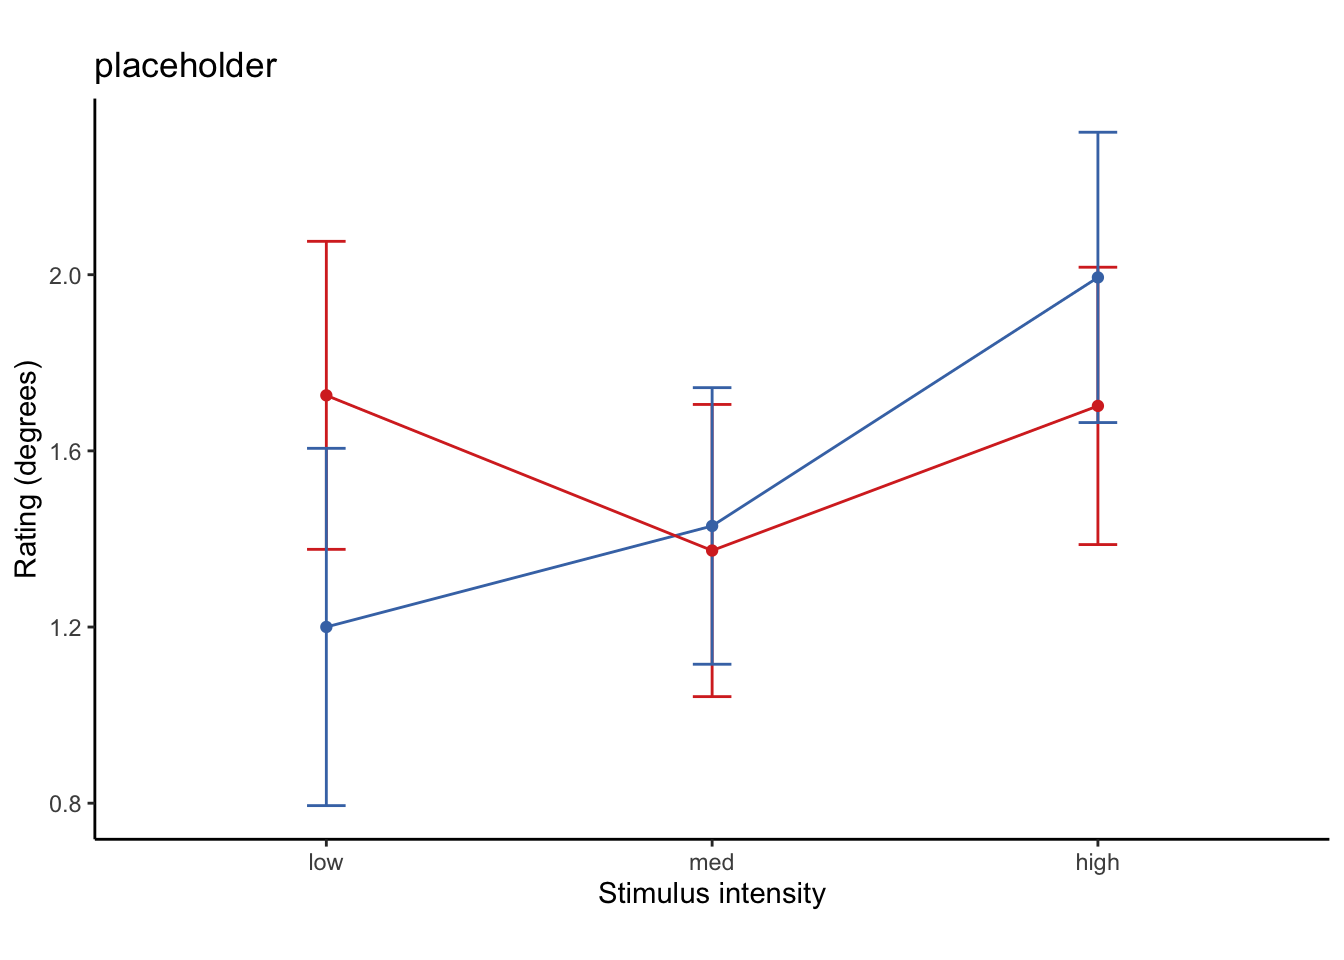 placeholder
Rating (degrees)
2.0
1.6
1.2
0.8
low
med
high
Stimulus intensity